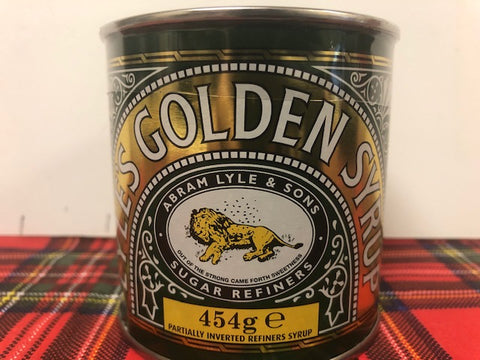 LYLE'S GOLDEN SYRUP
ABRAM LYLE & SONS
OUT OF THE STRONG CAME FORTH SWEETNESS
SUGAR REFINERS
454g ℮
PARTIALLY INVERTED REFINERS SYRUP